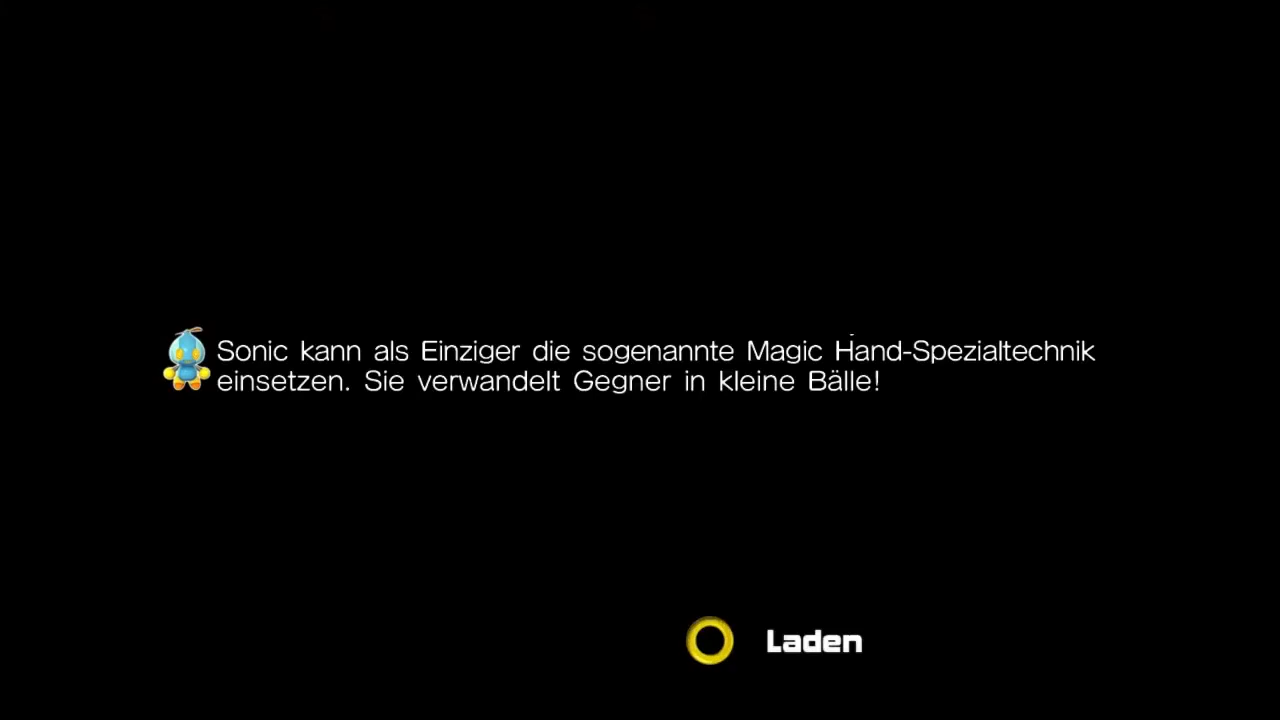 Sonic kann als Einziger die sogenannte Magic Hand-Spezialtechnik
einsetzen. Sie verwandelt Gegner in kleine Bälle!
Laden